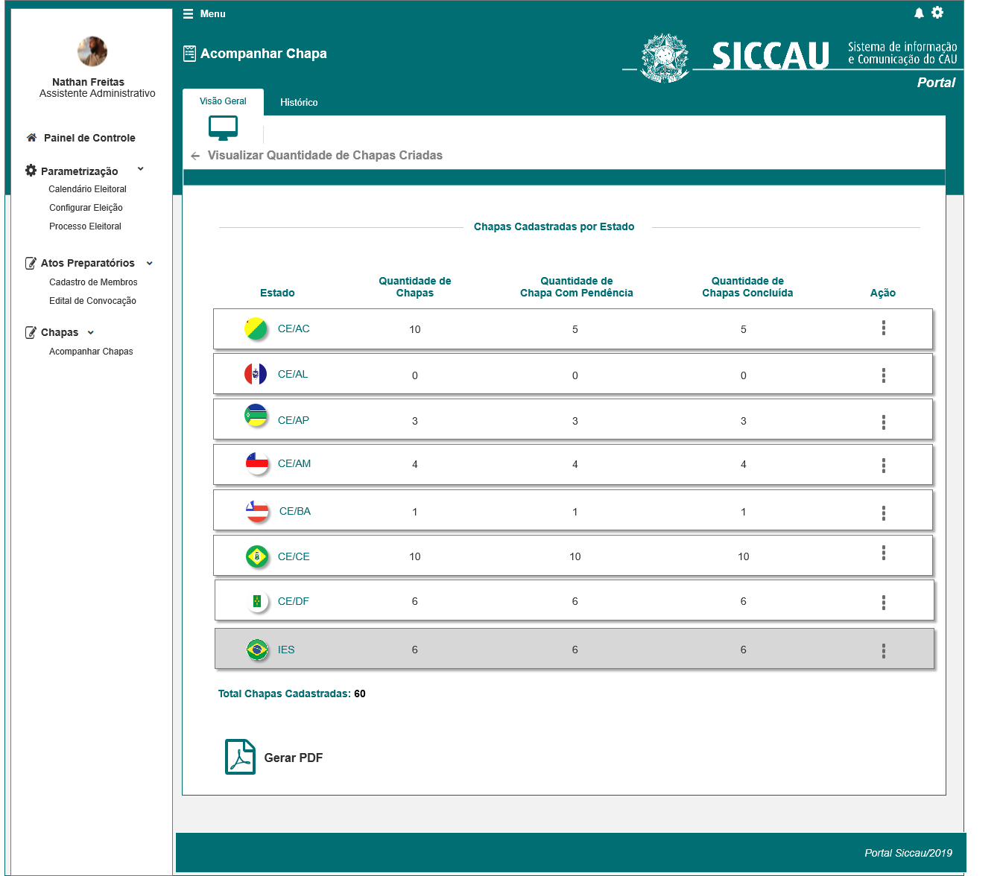 Menu
Acompanhar Chapa
SICCAU
Sistema de informação
e Comunicação do CAU
Portal
Nathan Freitas
Assistente Administrativo
Painel de Controle
Parametrização
Calendário Eleitoral
Configurar Eleição
Processo Eleitoral
Atos Preparatórios
Cadastro de Membros
Edital de Convocação
Chapas
Acompanhar Chapas
Visão Geral
Histórico
Visualizar Quantidade de Chapas Criadas
Chapas Cadastradas por Estado
Estado
Quantidade de
Chapas
Quantidade de
Chapa Com Pendência
Quantidade de
Chapas Concluída
Ação
CE/AC 10 5 5
CE/AL 0 0 0
CE/AP 3 3 3
CE/AM 4 4 4
CE/BA 1 1 1
CE/CE 10 10 10
CE/DF 6 6 6
IES 6 6 6
Total Chapas Cadastradas: 60
Gerar PDF
Portal Siccau/2019